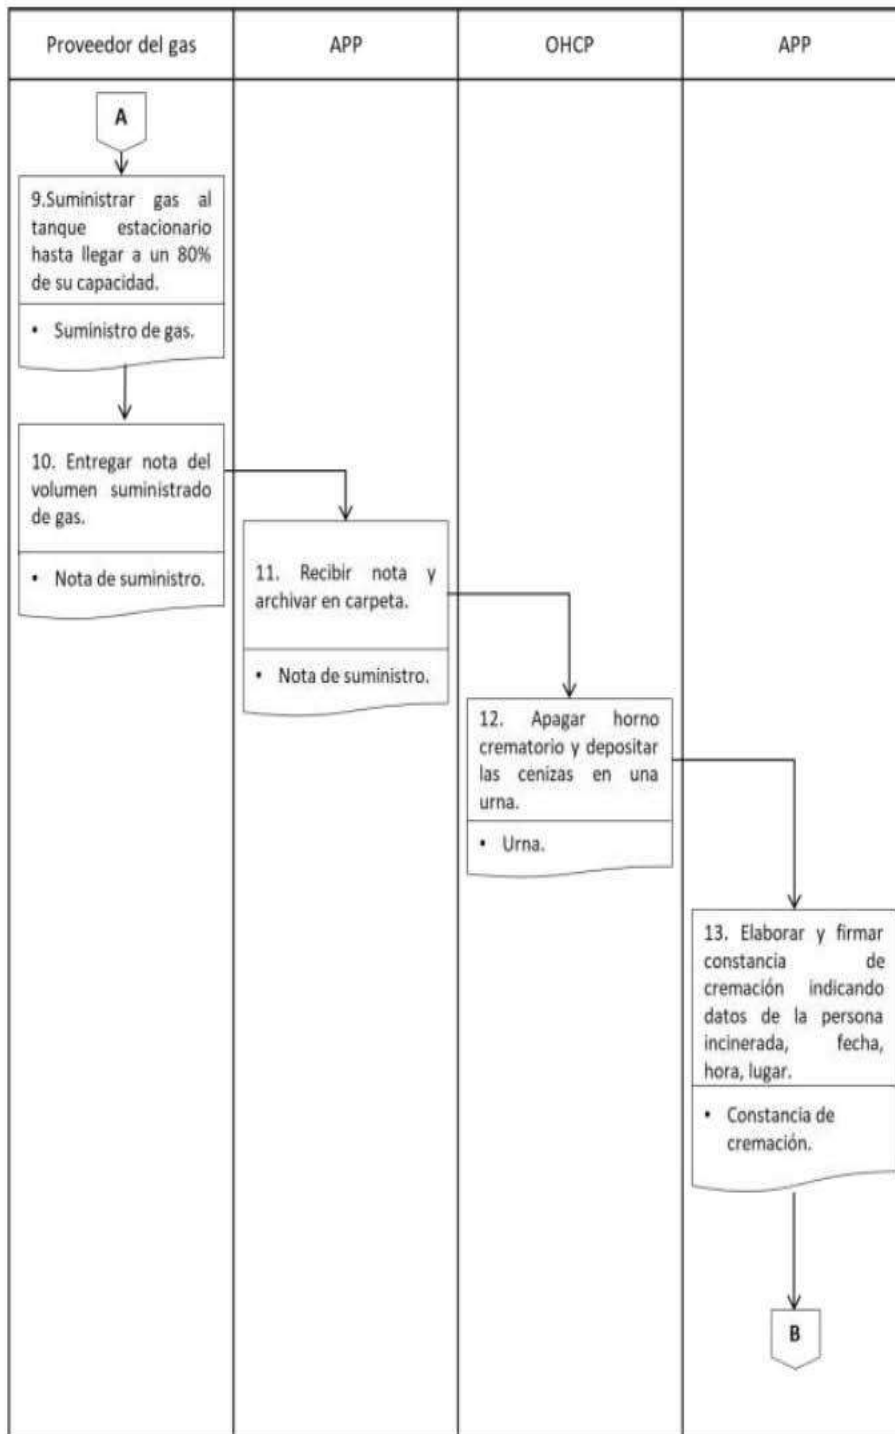 Proveedor del gas
APP
OHCP
APP
A
9.Suministrar gas al
tanque estacionario
hasta llegar a un 80%
de su capacidad.
• Suministro de gas.
10. Entregar nota del
volumen suministrado
de gas.
• Nota de suministro.
11. Recibir nota y
archivar en carpeta.
• Nota de suministro.
12. Apagar horno
crematorio y depositar
las cenizas en una
urna.
• Urna.
13. Elaborar y firmar
constancia de
cremación indicando
datos de la persona
incinerada, fecha,
hora, lugar.
• Constancia de
cremación.
B